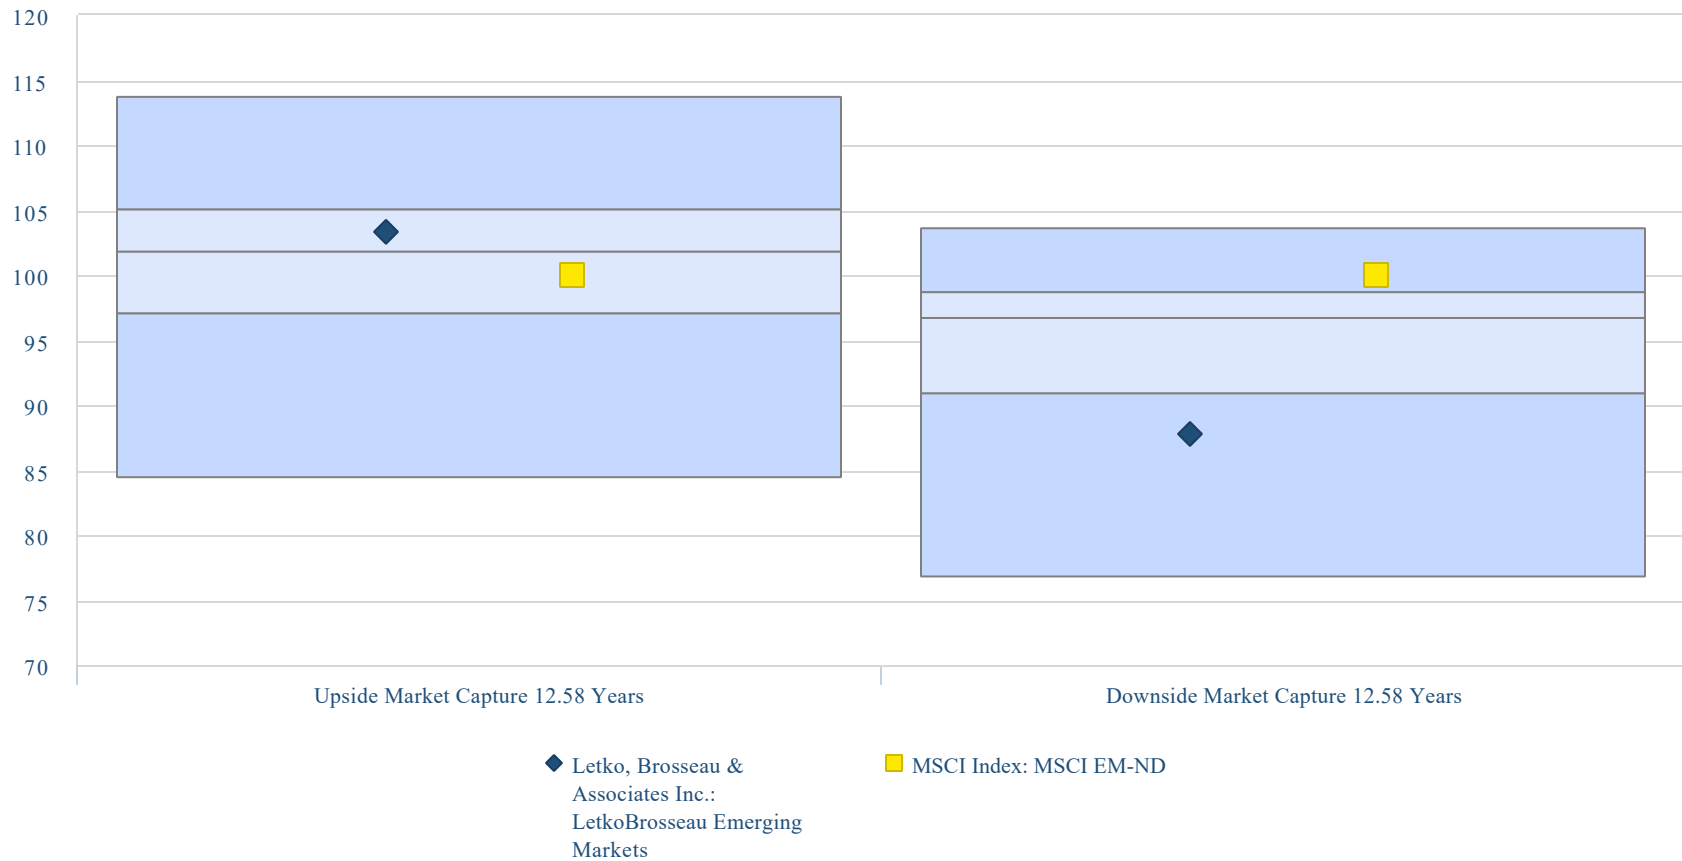 120
115
110
105
100
95
90
85
80
75
70
Upside Market Capture 12.58 Years
Downside Market Capture 12.58 Years
Letko, Brosseau &
Associates Inc.:
LetkoBrosseau Emerging
Markets
MSCI Index: MSCI EM-ND